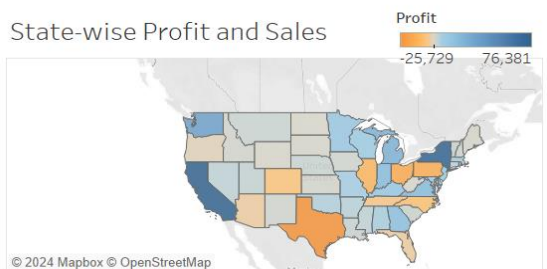 State-wise Profit and Sales
Profit
-25,729 76,381
© 2024 Mapbox © OpenStreetMap